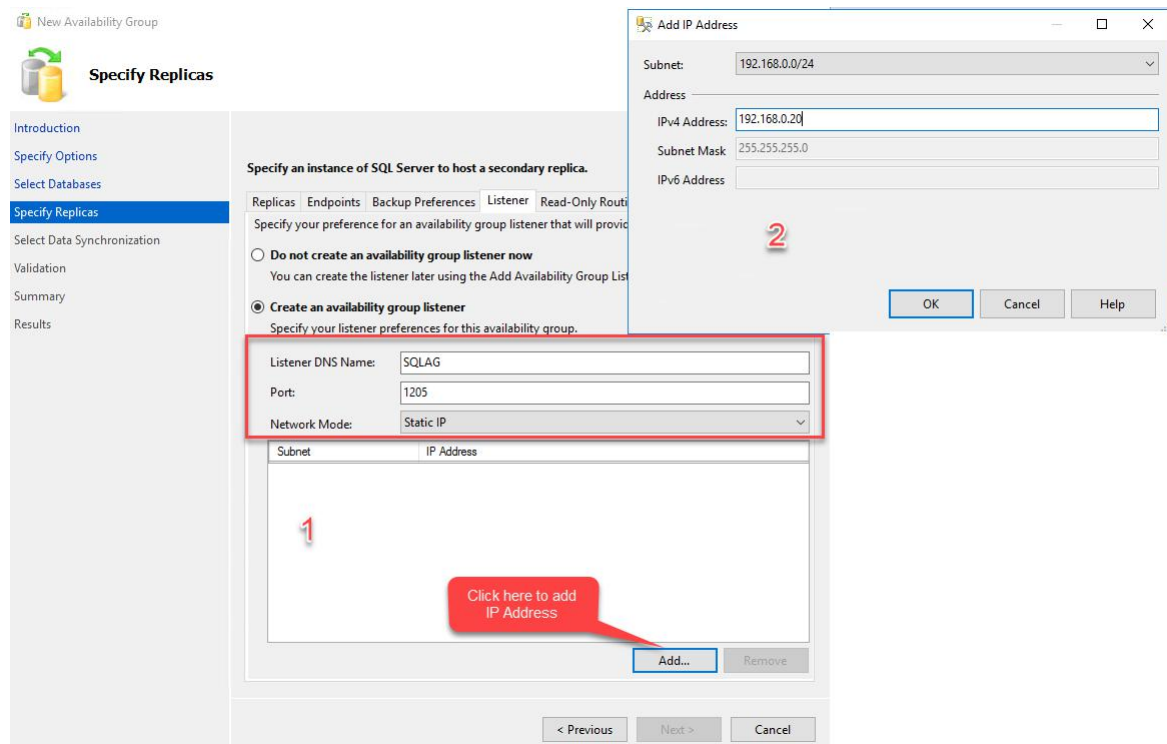 New Availability Group
Specify Replicas
Introduction
Specify Options
Select Databases
Specify Replicas
Select Data Synchronization
Validation
Summary
Results
Specify an instance of SQL Server to host a secondary replica.
Replicas Endpoints Backup Preferences Listener Read-Only Routi
Specify your preference for an availability group listener that will provid
Do not create an availability group listener now
You can create the listener later using the Add Availability Group List
Create an availability group listener
Specify your listener preferences for this availability group.
Listener DNS Name: SQLAG
Port: 1205
Network Mode: Static IP
Subnet IP Address
1
Click here to add
IP Address
Add... Remove
< Previous Next > Cancel
Add IP Address
Subnet: 192.168.0.0/24
Address
IPv4 Address: 192.168.0.20
Subnet Mask 255.255.255.0
IPv6 Address
2
OK Cancel Help